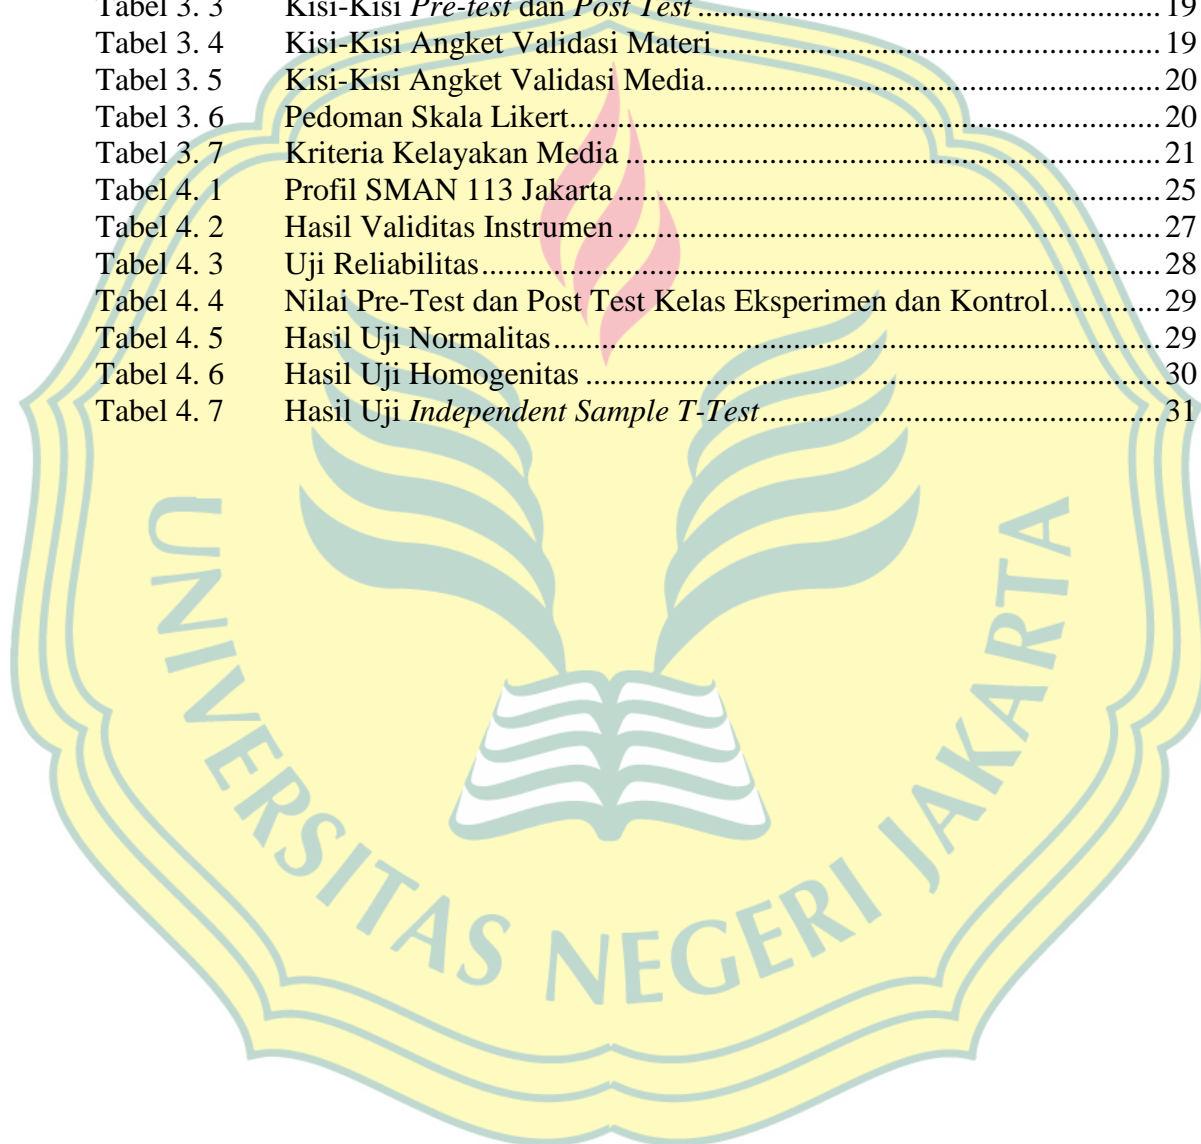 Tabel 3. 3 Kisi-Kisi Pre-test dan Post Test........................................................19
Tabel 3. 4 Kisi-Kisi Angket Validasi Materi......................................................19
Tabel 3. 5 Kisi-Kisi Angket Validasi Media.......................................................20
Tabel 3. 6 Pedoman Skala Likert........................................................................20
Tabel 3. 7 Kriteria Kelayakan Media ..................................................................21
Tabel 4. 1 Profil SMAN 113 Jakarta ..................................................................25
Tabel 4. 2 Hasil Validitas Instrumen ..................................................................27
Tabel 4. 3 Uji Reliabilitas...................................................................................28
Tabel 4. 4 Nilai Pre-Test dan Post Test Kelas Eksperimen dan Kontrol..............29
Tabel 4. 5 Hasil Uji Normalitas..........................................................................29
Tabel 4. 6 Hasil Uji Homogenitas ......................................................................30
Tabel 4. 7 Hasil Uji Independent Sample T-Test.................................................31
UNIVERSITAS NEGERI JAKARTA